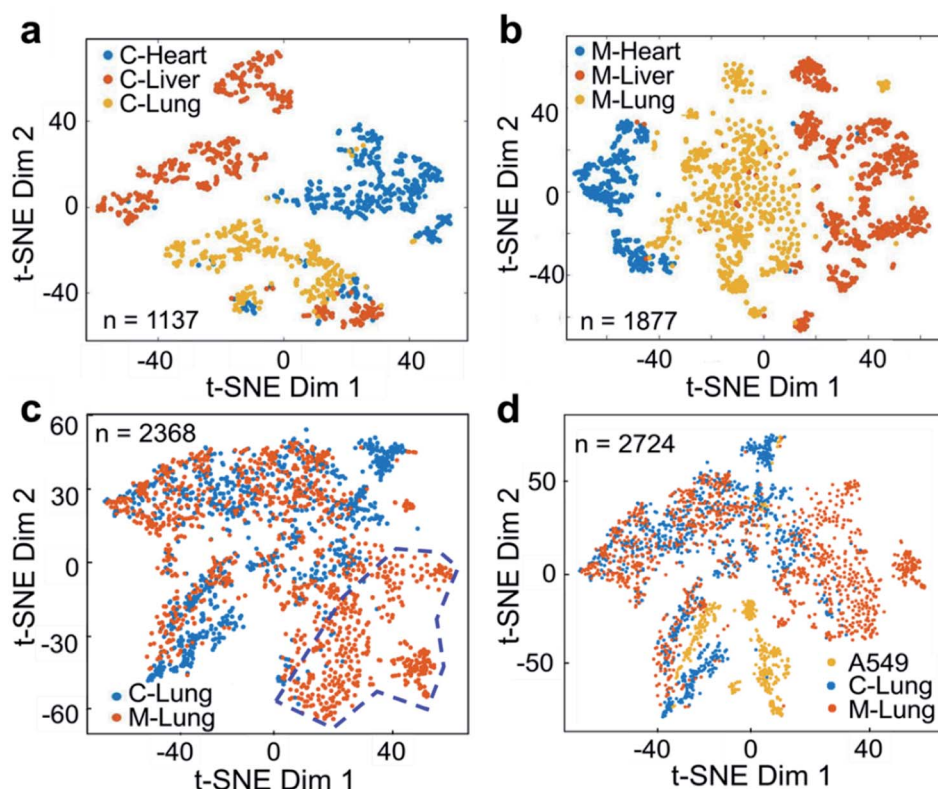 a
C-Heart
C-Liver
C-Lung
t-SNE Dim 2
40
0
-40
n = 1137
-40
0
40
t-SNE Dim 1
b
M-Heart
M-Liver
M-Lung
t-SNE Dim 2
40
0
-40
n = 1877
-40
0
40
t-SNE Dim 1
c
n = 2368
t-SNE Dim 2
60
30
0
-30
-60
C-Lung
M-Lung
-40
0
40
t-SNE Dim 1
d
n = 2724
t-SNE Dim 2
50
0
-50
A549
C-Lung
M-Lung
-40
0
40
t-SNE Dim 1